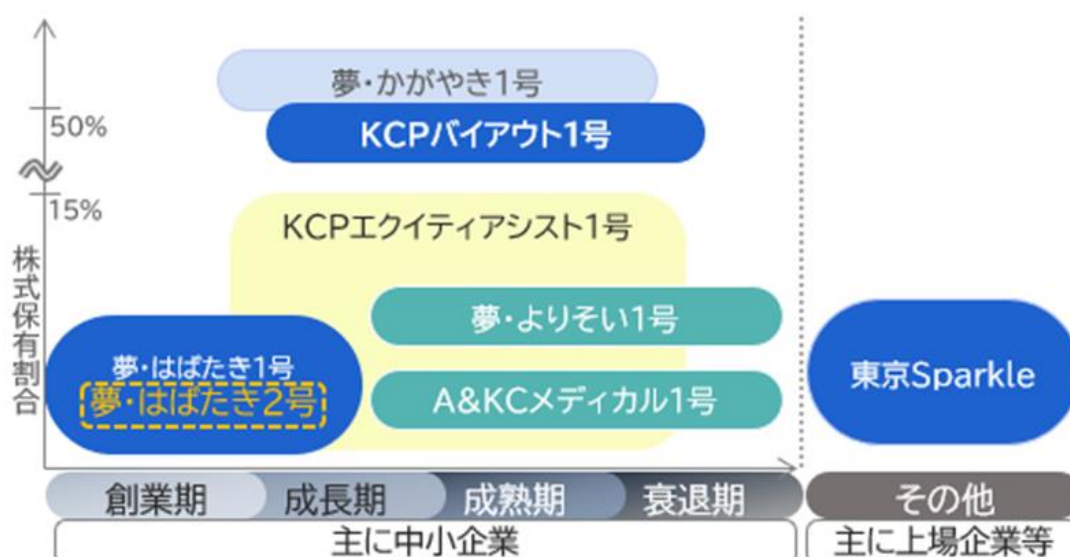 夢・かがやき1号
50%
KCPバイアウト1号
15%
KCPエクイティアシスト1号
株式保有割合
夢・よりそい1号
夢・はばたき1号
夢・はばたき2号
A&KCメディカル1号
東京Sparkle
創業期 成長期 成熟期 衰退期 その他
主に中小企業 主に上場企業等